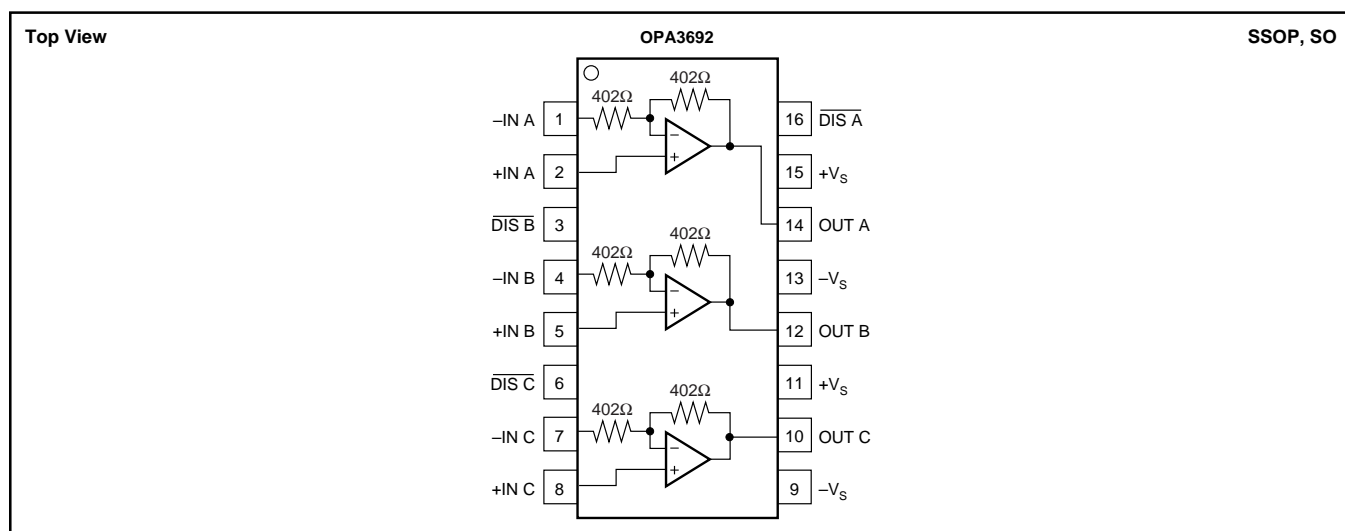 Top View
OPA3692
SSOP, SO
402Ω
402Ω
–IN A 1
16 DIS A
+IN A 2
15 +VS
DIS B 3
14 OUT A
402Ω
402Ω
–IN B 4
13 –VS
+IN B 5
12 OUT B
DIS C 6
11 +VS
402Ω
402Ω
–IN C 7
10 OUT C
+IN C 8
9 –VS
−
+
−
+
−
+